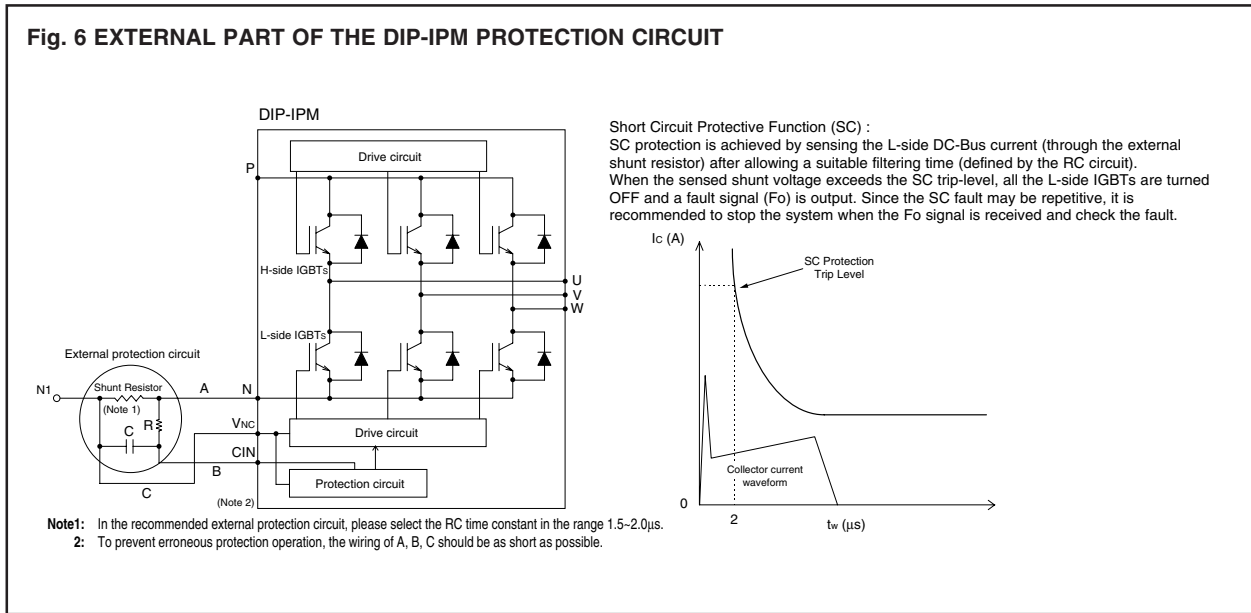 Fig. 6 EXTERNAL PART OF THE DIP-IPM PROTECTION CIRCUIT
DIP-IPM
Drive circuit
P
H-side IGBTs
U
V
W
L-side IGBTs
External protection circuit
N1
Shunt Resistor
(Note 1)
A
N
R
C
VNC
Drive circuit
CIN
B
Protection circuit
C
(Note 2)
Short Circuit Protective Function (SC) :
SC protection is achieved by sensing the L-side DC-Bus current (through the external
shunt resistor) after allowing a suitable filtering time (defined by the RC circuit).
When the sensed shunt voltage exceeds the SC trip-level, all the L-side IGBTs are turned
OFF and a fault signal (Fo) is output. Since the SC fault may be repetitive, it is
recommended to stop the system when the Fo signal is received and check the fault.
IC (A)
SC Protection
Trip Level
Collector current
waveform
0
2
tw (μs)
Note1: In the recommended external protection circuit, please select the RC time constant in the range 1.5~2.0μs.
2: To prevent erroneous protection operation, the wiring of A, B, C should be as short as possible.